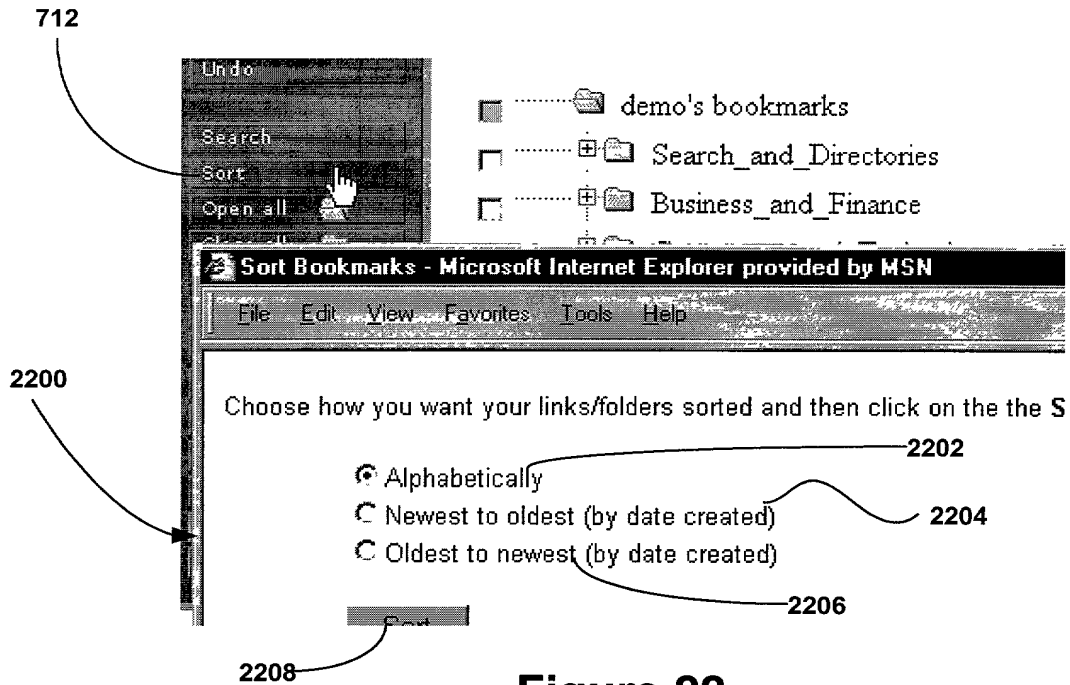 712
Undo
demo's bookmarks
Search
Search_and_Directories
Sort
Open all
Business_and_Finance
Sort Bookmarks - Microsoft Internet Explorer provided by MSN
File Edit View Favorites Tools Help
2200
Choose how you want your links/folders sorted and then click on the the S
2202
Alphabetically
Newest to oldest (by date created)
2204
Oldest to newest (by date created)
2206
Sort
2208
Figure 22